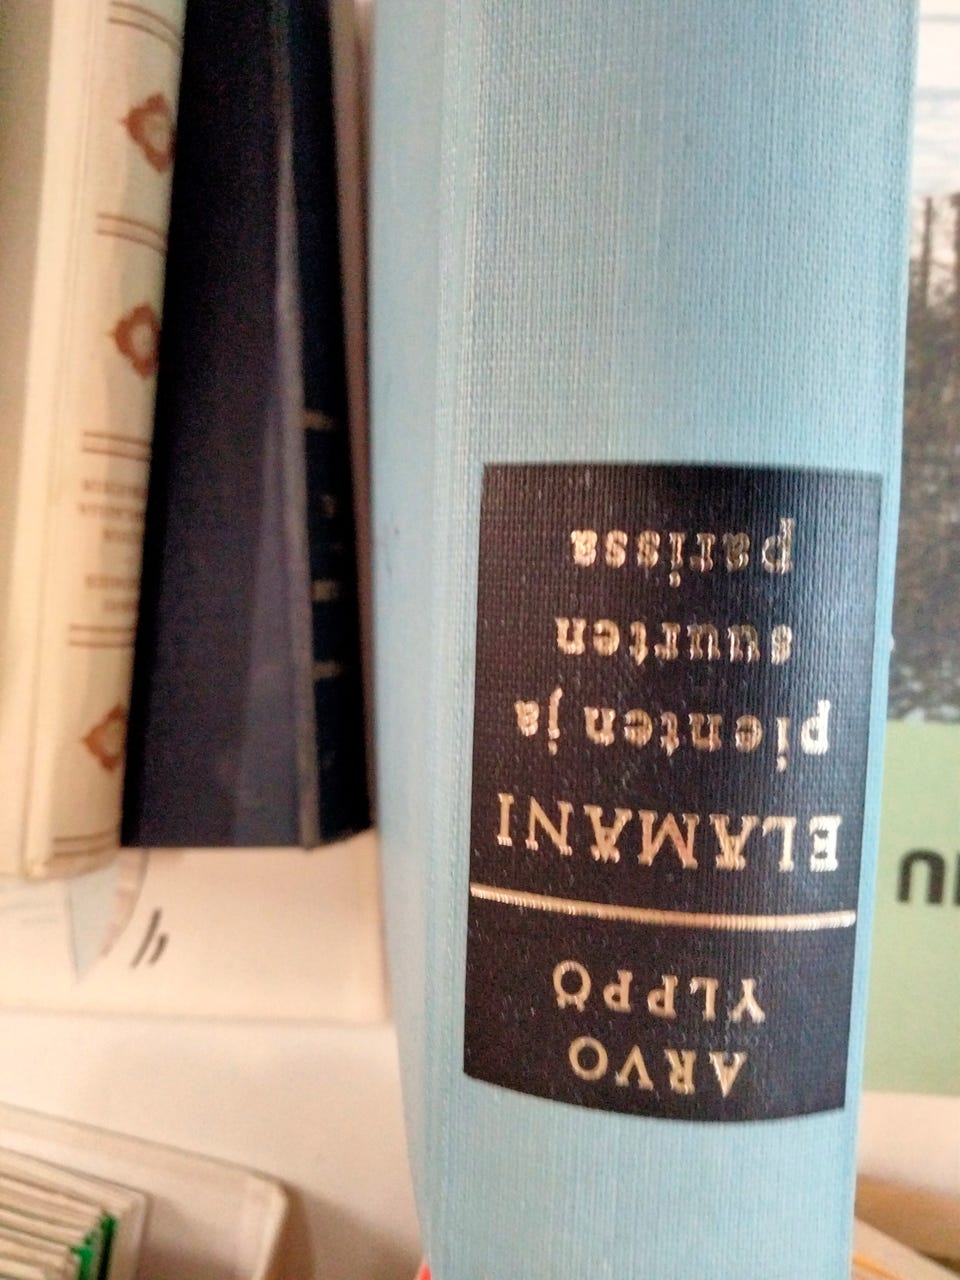 ARVO
YLPPÖ
ELÄMÄNI
pienten ja
suurten
parissa